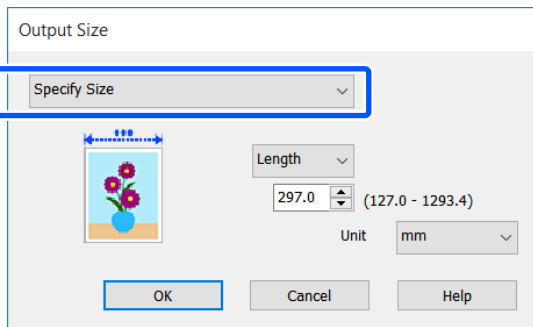 Output Size
Specify Size
Length
297.0 (127.0 - 1293.4)
Unit mm
OK Cancel Help